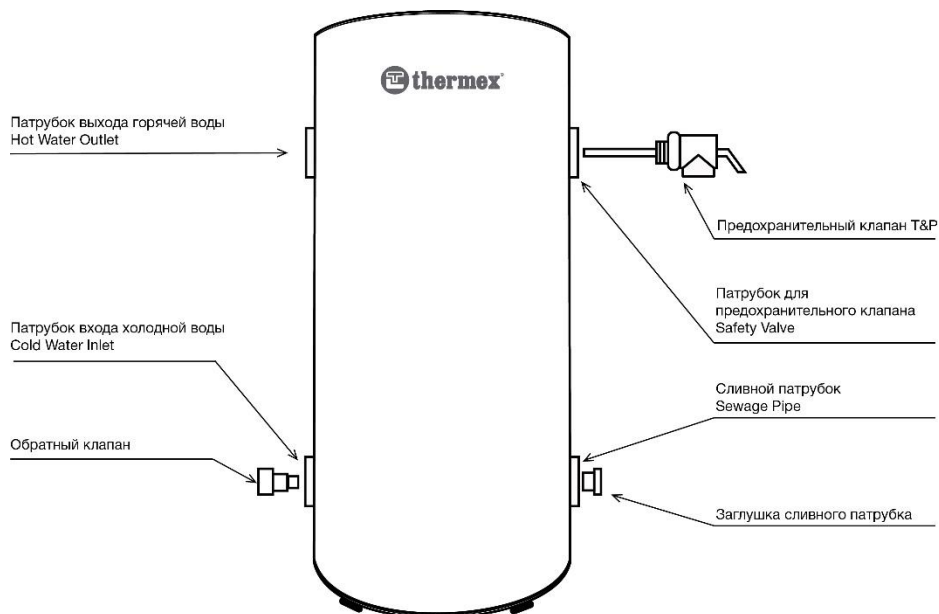 thermex
Патрубок выхода горячей воды
Hot Water Outlet
Предохранительный клапан T&P
Патрубок для
предохранительного клапана
Safety Valve
Патрубок входа холодной воды
Cold Water Inlet
Сливной патрубок
Sewage Pipe
Обратный клапан
Заглушка сливного патрубка